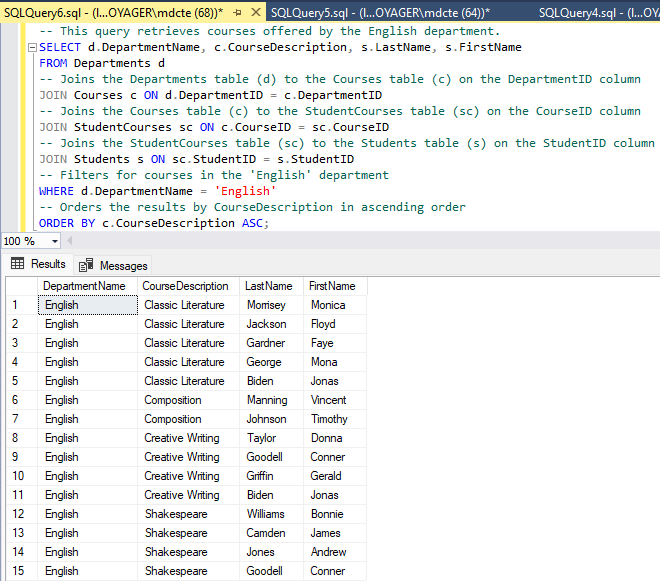 SQLQuery6.sql - (l...OYAGER\mdcte (68))* SQLQuery5.sql - (l...OYAGER\mdcte (64))* SQLQuery4.sql - (l...OY
-- This query retrieves courses offered by the English department.
SELECT d.DepartmentName, c.CourseDescription, s.LastName, s.FirstName
FROM Departments d
-- Joins the Departments table (d) to the Courses table (c) on the DepartmentID column
JOIN Courses c ON d.DepartmentID = c.DepartmentID
-- Joins the Courses table (c) to the StudentCourses table (sc) on the CourseID column
JOIN StudentCourses sc ON c.CourseID = sc.CourseID
-- Joins the StudentCourses table (sc) to the Students table (s) on the StudentID column
JOIN Students s ON sc.StudentID = s.StudentID
-- Filters for courses in the 'English' department
WHERE d.DepartmentName = 'English'
-- Orders the results by CourseDescription in ascending order
ORDER BY c.CourseDescription ASC;
100 %
Results Messages
DepartmentName CourseDescription LastName FirstName
1 English Classic Literature Morrisey Monica
2 English Classic Literature Jackson Floyd
3 English Classic Literature Gardner Faye
4 English Classic Literature George Mona
5 English Classic Literature Biden Jonas
6 English Composition Manning Vincent
7 English Composition Johnson Timothy
8 English Creative Writing Taylor Donna
9 English Creative Writing Goodell Conner
10 English Creative Writing Griffin Gerald
11 English Creative Writing Biden Jonas
12 English Shakespeare Williams Bonnie
13 English Shakespeare Camden James
14 English Shakespeare Jones Andrew
15 English Shakespeare Goodell Conner